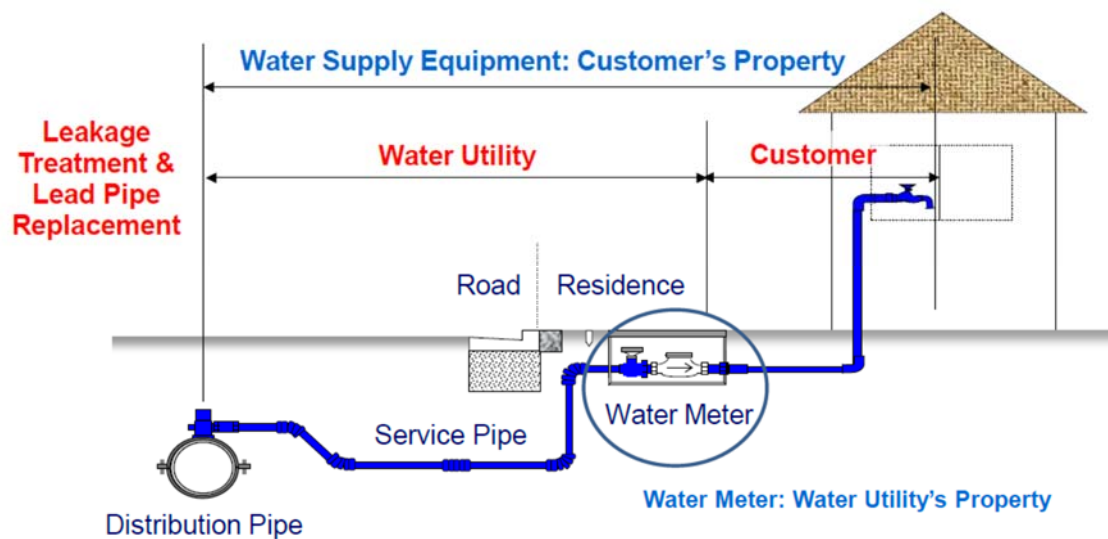 Water Supply Equipment: Customer's Property
Leakage
Treatment &
Lead Pipe
Replacement
Water Utility
Customer
Road
Residence
Water Meter
Service Pipe
Water Meter: Water Utility's Property
Distribution Pipe